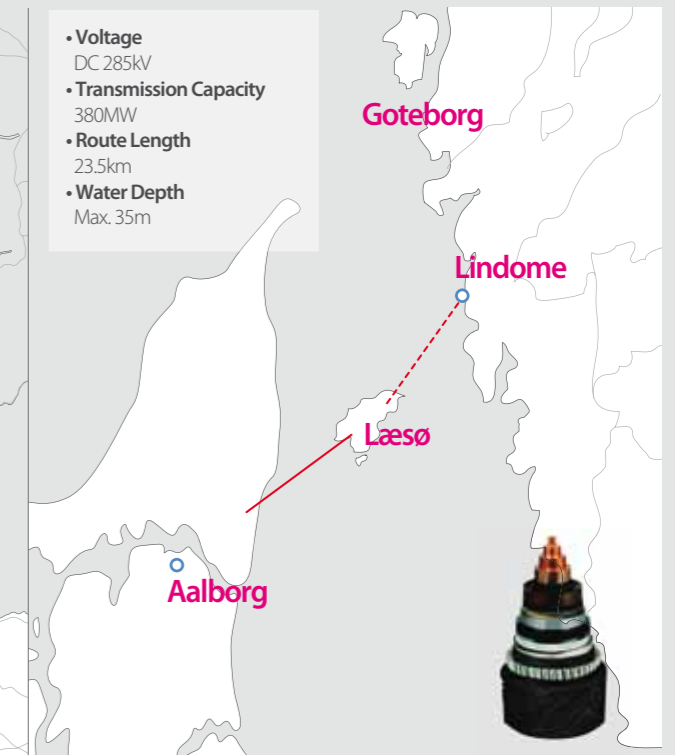 • Voltage
DC 285kV
• Transmission Capacity
380MW
• Route Length
23.5km
• Water Depth
Max. 35m
Goteborg
Lindome
Læsø
Aalborg